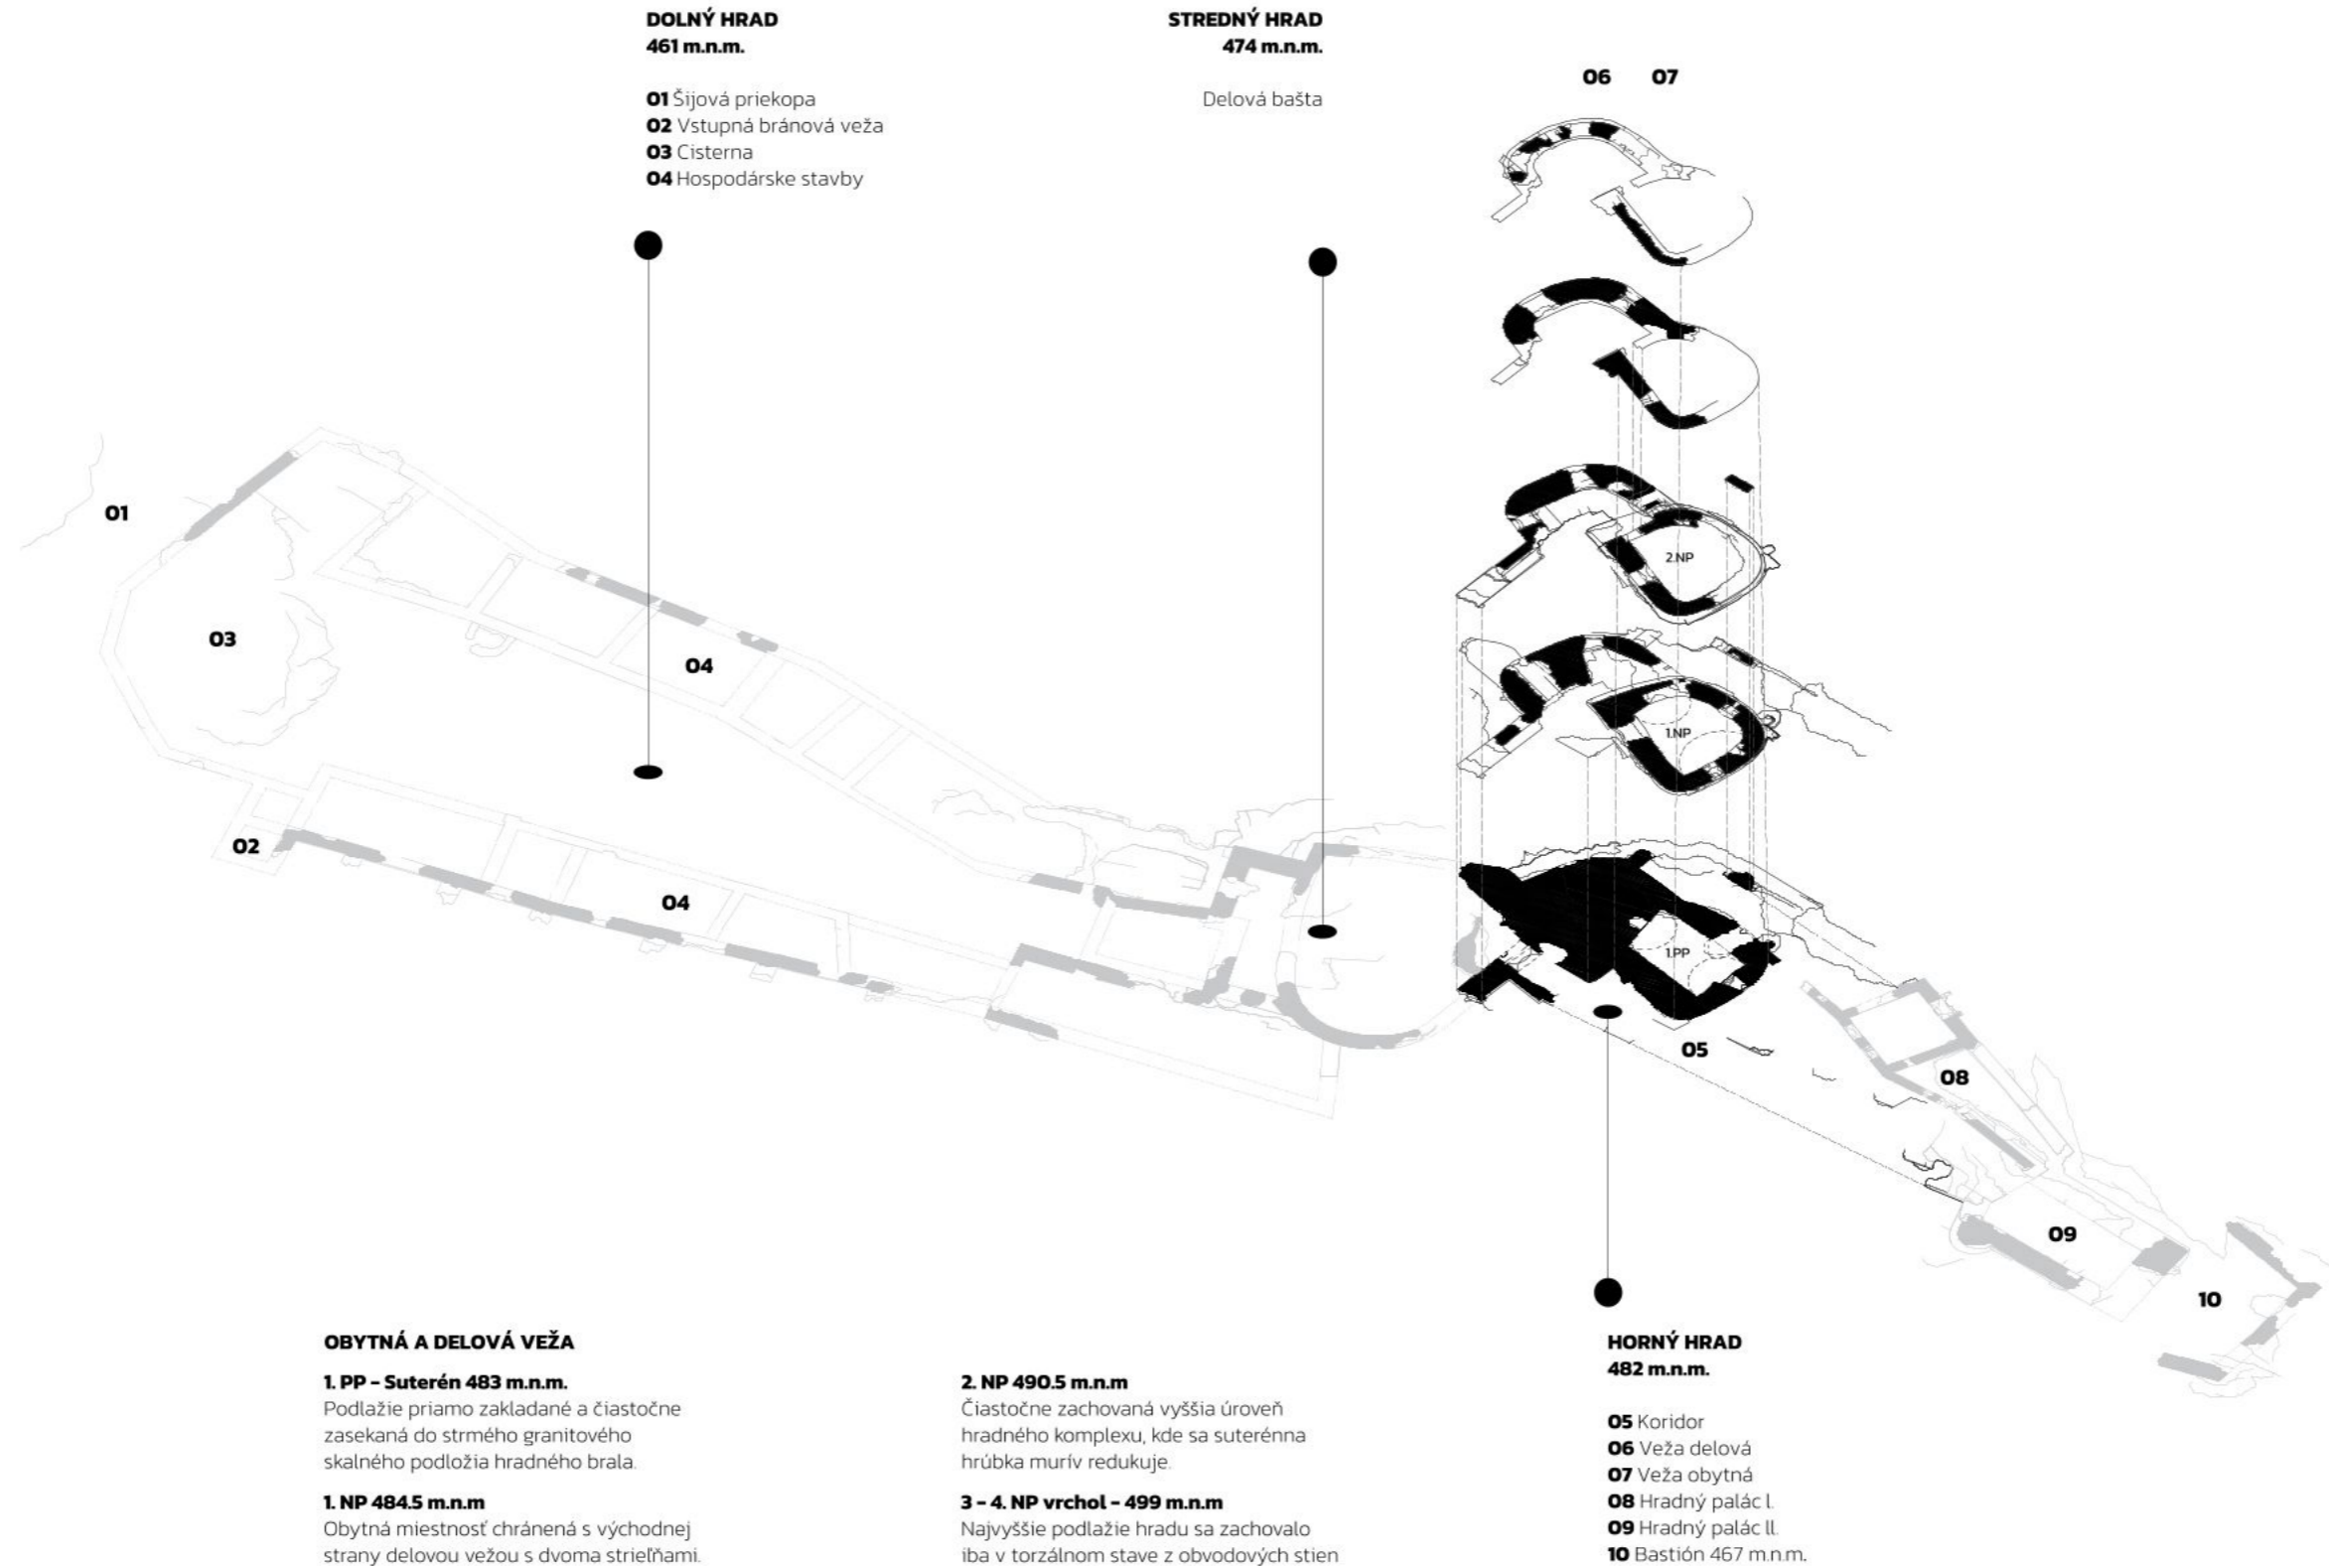 DOLNÝ HRAD
461 m.n.m.
01 Šijová priekopa
02 Vstupná bránová veža
03 Cisterna
04 Hospodárske stavby
STREDNÝ HRAD
474 m.n.m.
Delová bašta
06 07
01
03
04
02
04
2.NP
1.NP
1.PP
05
08
09
10
OBYTNÁ A DELOVÁ VEŽA
1. PP – Suterén 483 m.n.m.
Podlažie priamo zakladané a čiastočne
zasekaná do strmého granitového
skalného podložia hradného brala.
1. NP 484.5 m.n.m
Obytná miestnosť chránená s východnej
strany delovou vežou s dvoma strieľňami.
2. NP 490.5 m.n.m
Čiastočne zachovaná vyššia úroveň
hradného komplexu, kde sa suterénna
hrúbka murív redukuje.
3 – 4. NP vrchol – 499 m.n.m
Najvyššie podlažie hradu sa zachovalo
iba v torzálnom stave z obvodových stien
HORNÝ HRAD
482 m.n.m.
05 Koridor
06 Veža delová
07 Veža obytná
08 Hradný palác l.
09 Hradný palác ll.
10 Bastión 467 m.n.m.